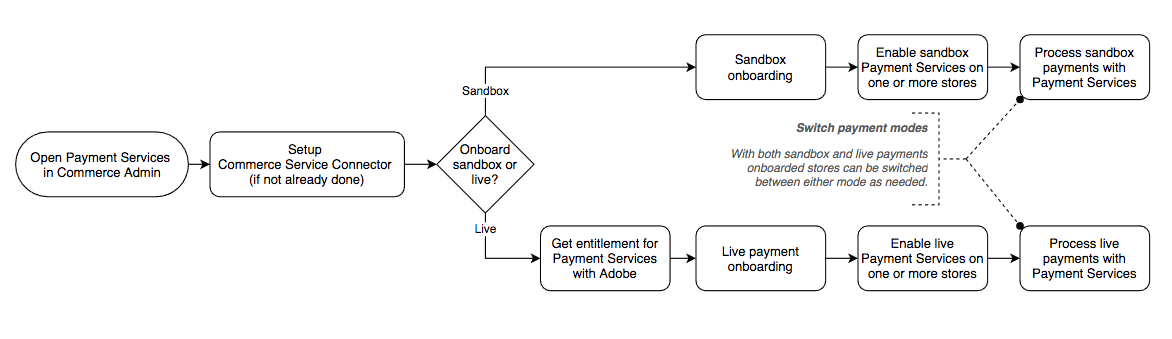 Open Payment Services
in Commerce Admin
Setup
Commerce Service Connector
(if not already done)
Onboard
sandbox or
live?
Sandbox
Sandbox
onboarding
Enable sandbox
Payment Services on
one or more stores
Process sandbox
payments with
Payment Services
Switch payment modes
With both sandbox and live payments
onboarded stores can be switched
between either mode as needed.
Live
Get entitlement for
Payment Services
with Adobe
Live payment
onboarding
Enable live
Payment Services on
one or more stores
Process live
payments with
Payment Services